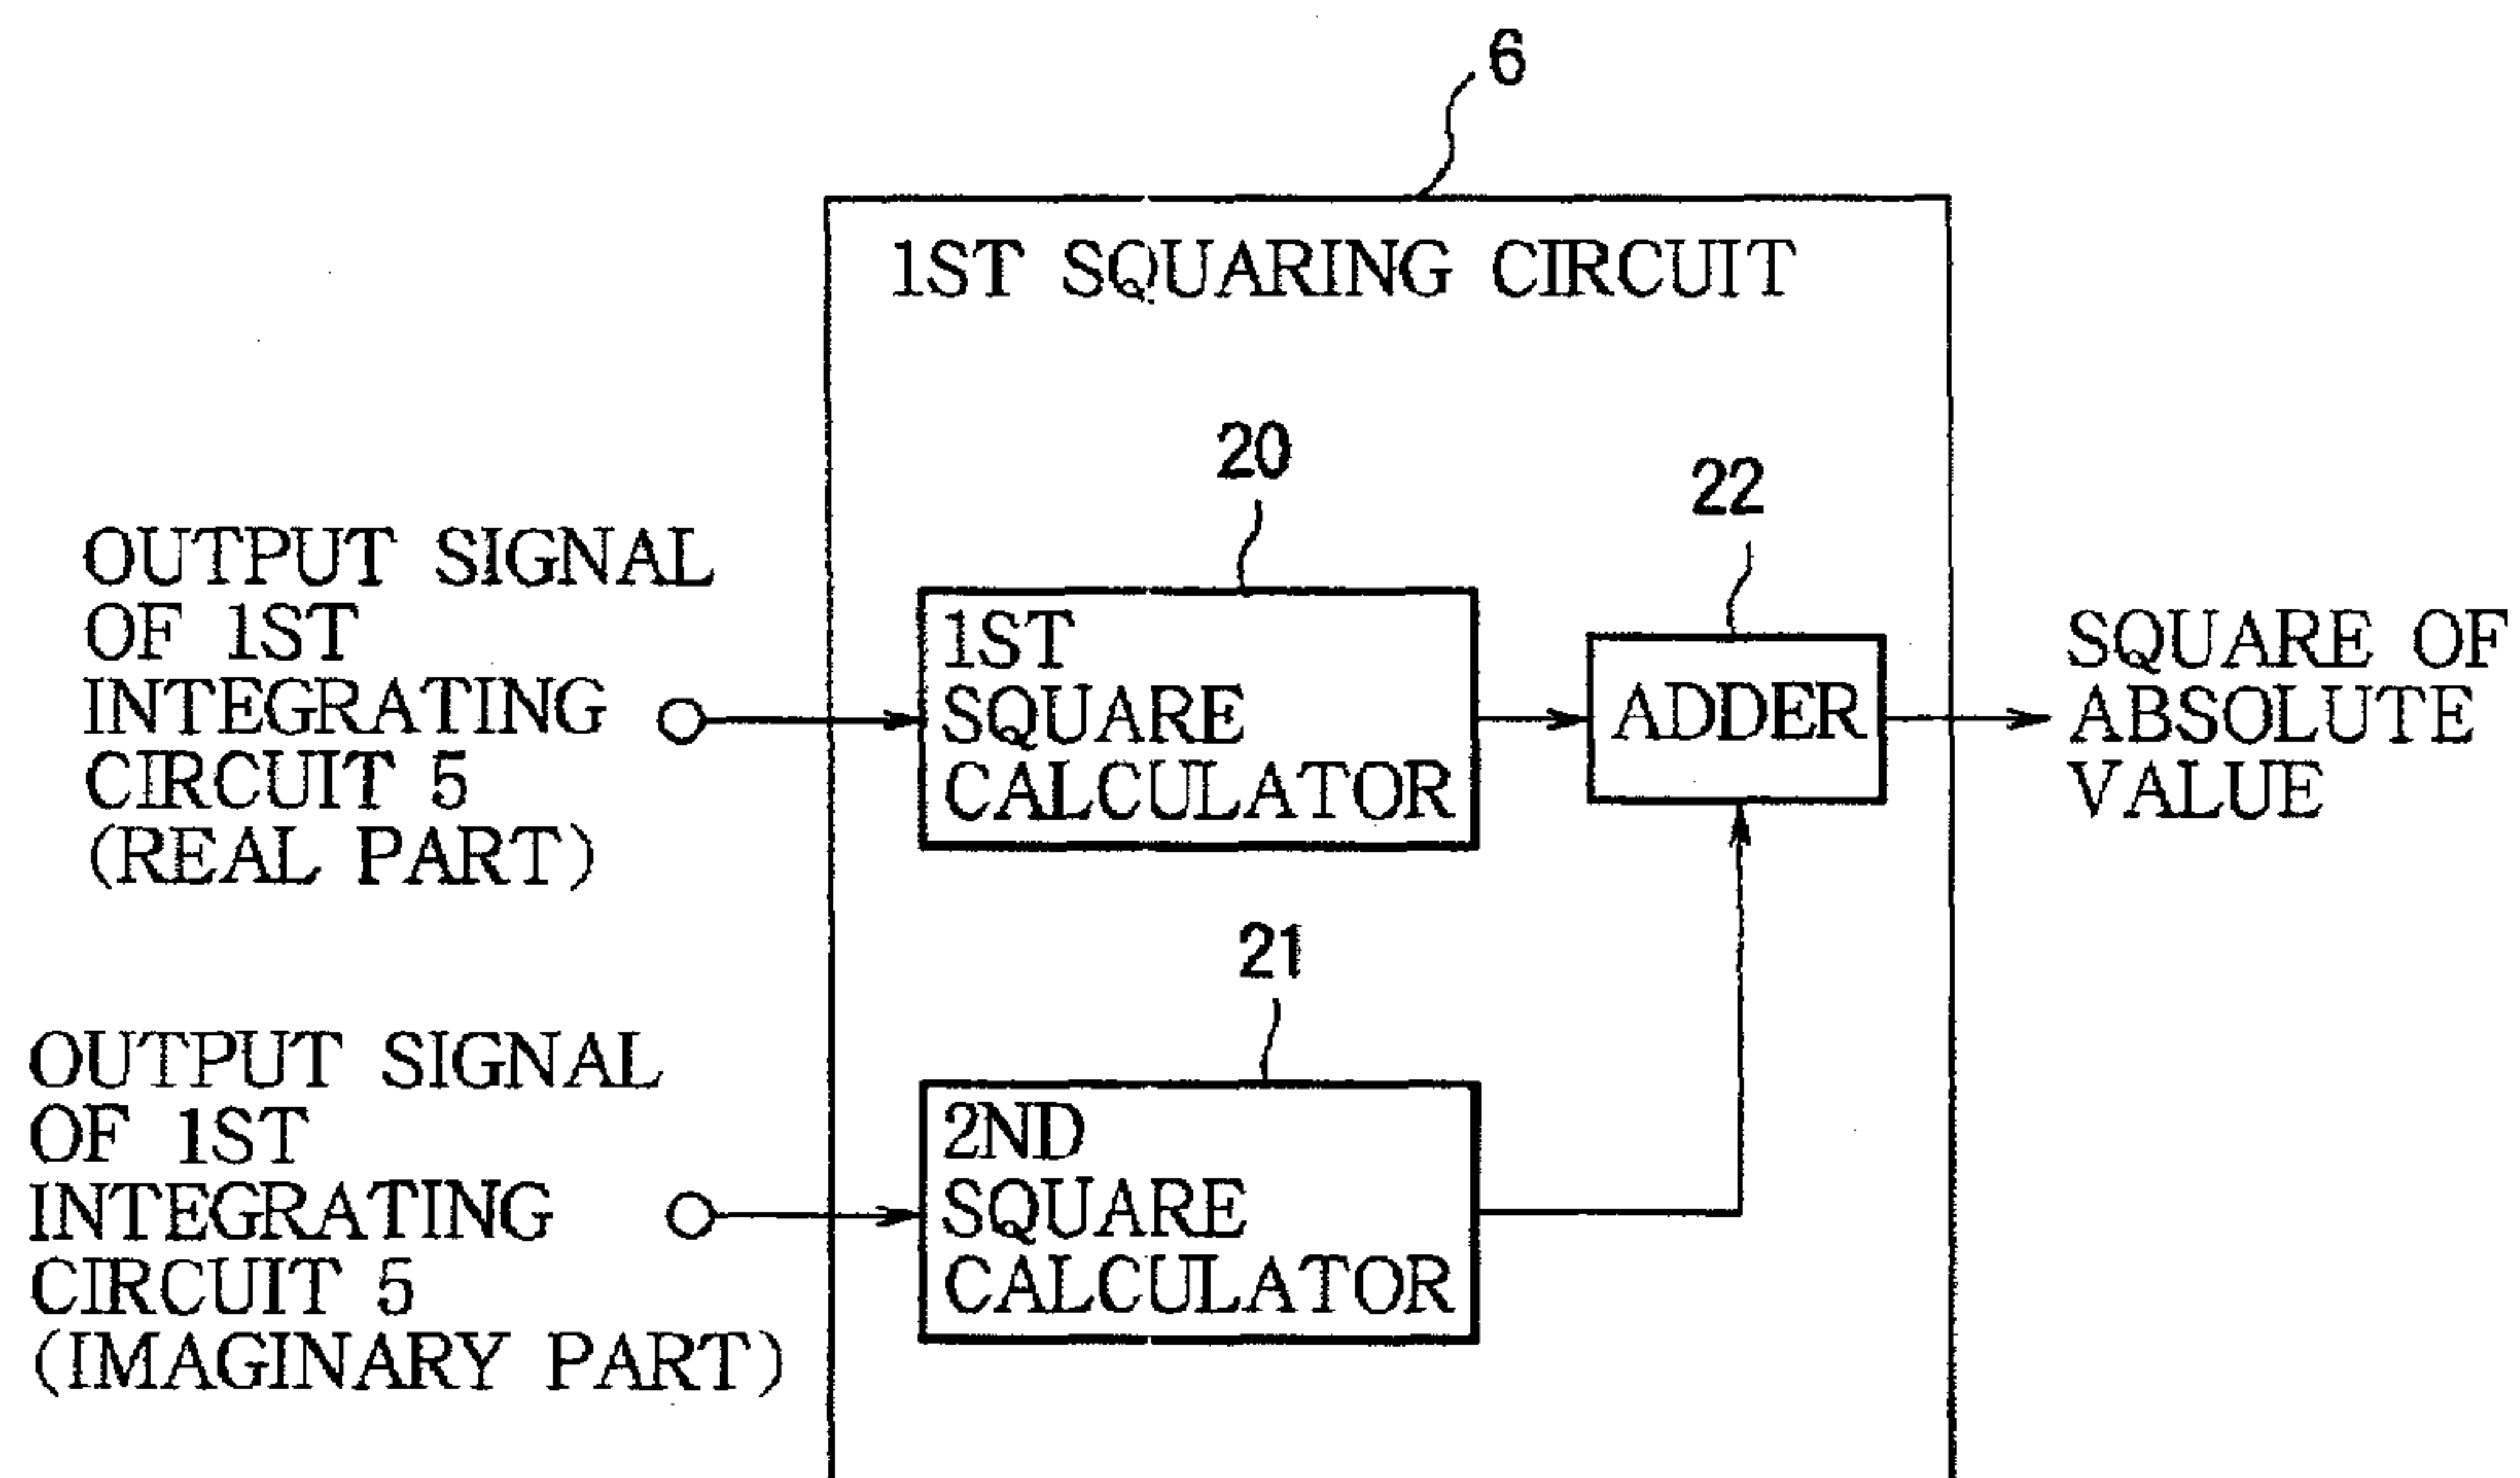 6
1ST SQUARING CIRCUIT
20
22
OUTPUT SIGNAL
OF 1ST
INTEGRATING
CIRCUIT 5
(REAL PART)
1ST
SQUARE
CALCULATOR
ADDER
SQUARE OF
ABSOLUTE
VALUE
21
OUTPUT SIGNAL
OF 1ST
INTEGRATING
CIRCUIT 5
(IMAGINARY PART)
2ND
SQUARE
CALCULATOR